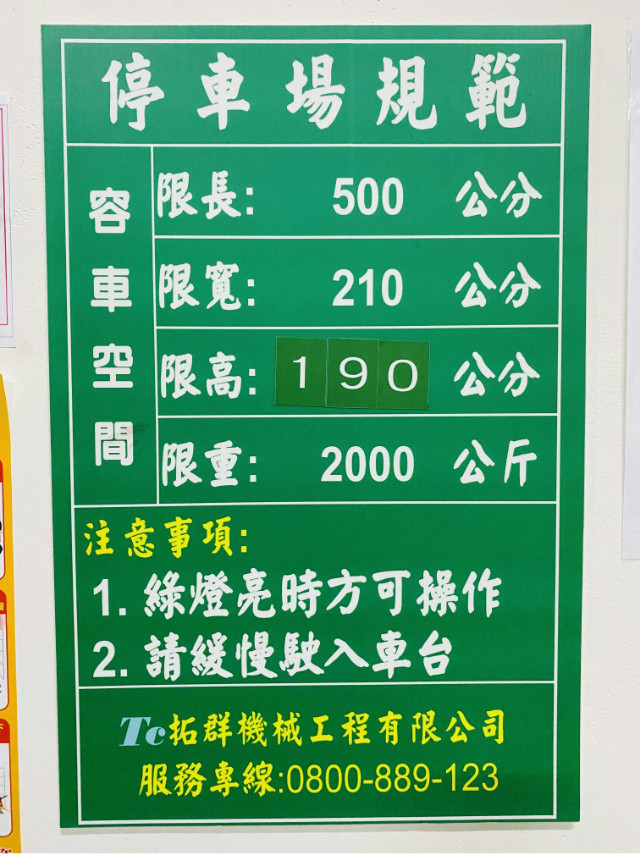 停車場規範
容車空間
限長: 500 公分
限寬: 210 公分
限高: 190 公分
限重: 2000 公斤
注意事項:
1. 綠燈亮時方可操作
2. 請緩慢駛入車台
Tc拓群機械工程有限公司
服務專線:0800-889-123